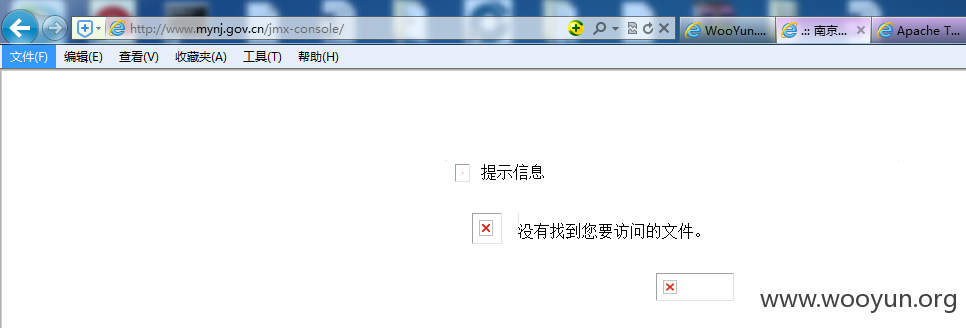 http://www.mynj.gov.cn/jmx-console/
WooYun....
.:: 南京...
Apache T...
文件(F) 编辑(E) 查看(V) 收藏夹(A) 工具(T) 帮助(H)
提示信息
没有找到您要访问的文件。
www.wooyun.org